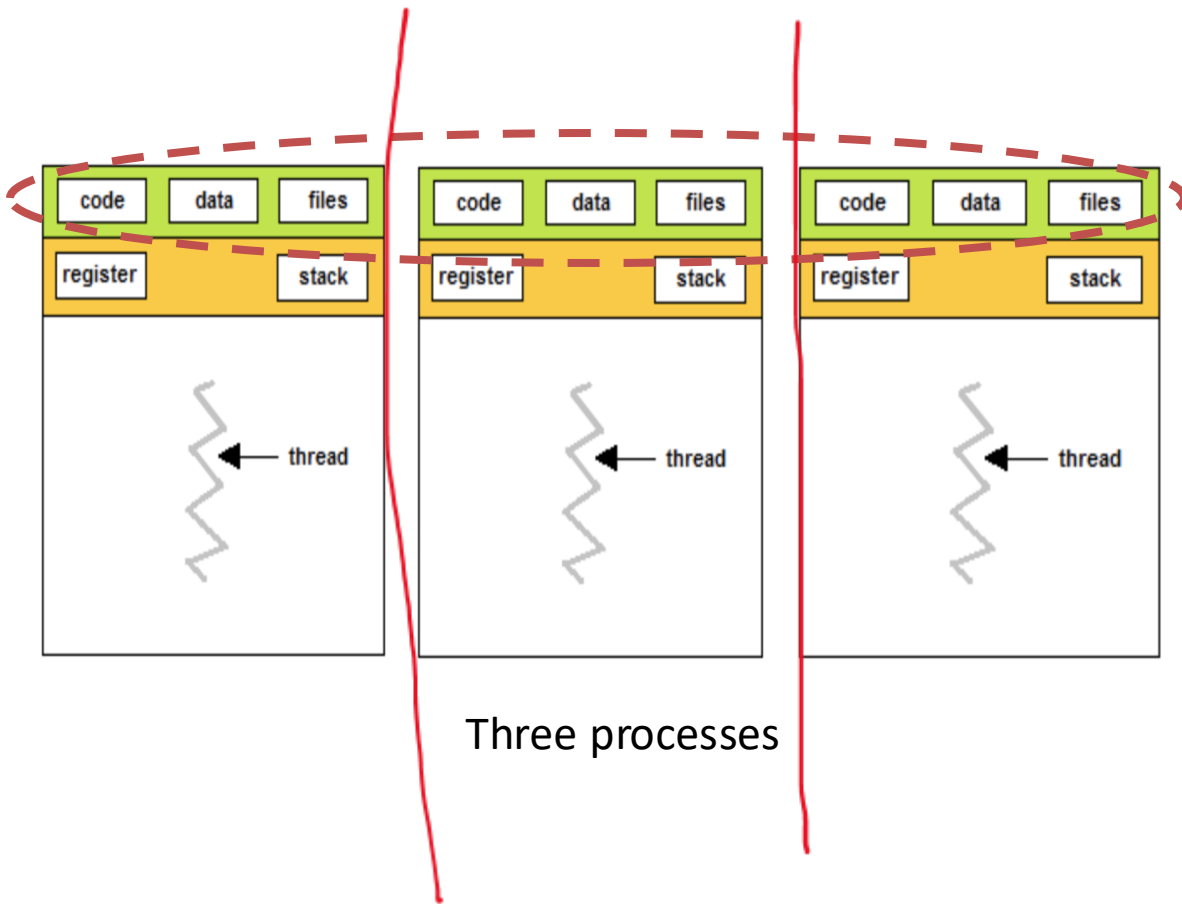 code data files code data files code data files
register stack register stack register stack
thread thread thread
Three processes